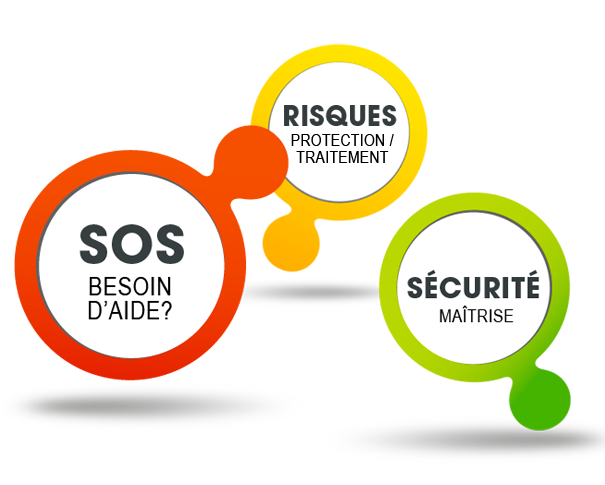 SOS
BESOIN
D'AIDE?
RISQUES
PROTECTION /
TRAITEMENT
SÉCURITÉ
MAÎTRISE